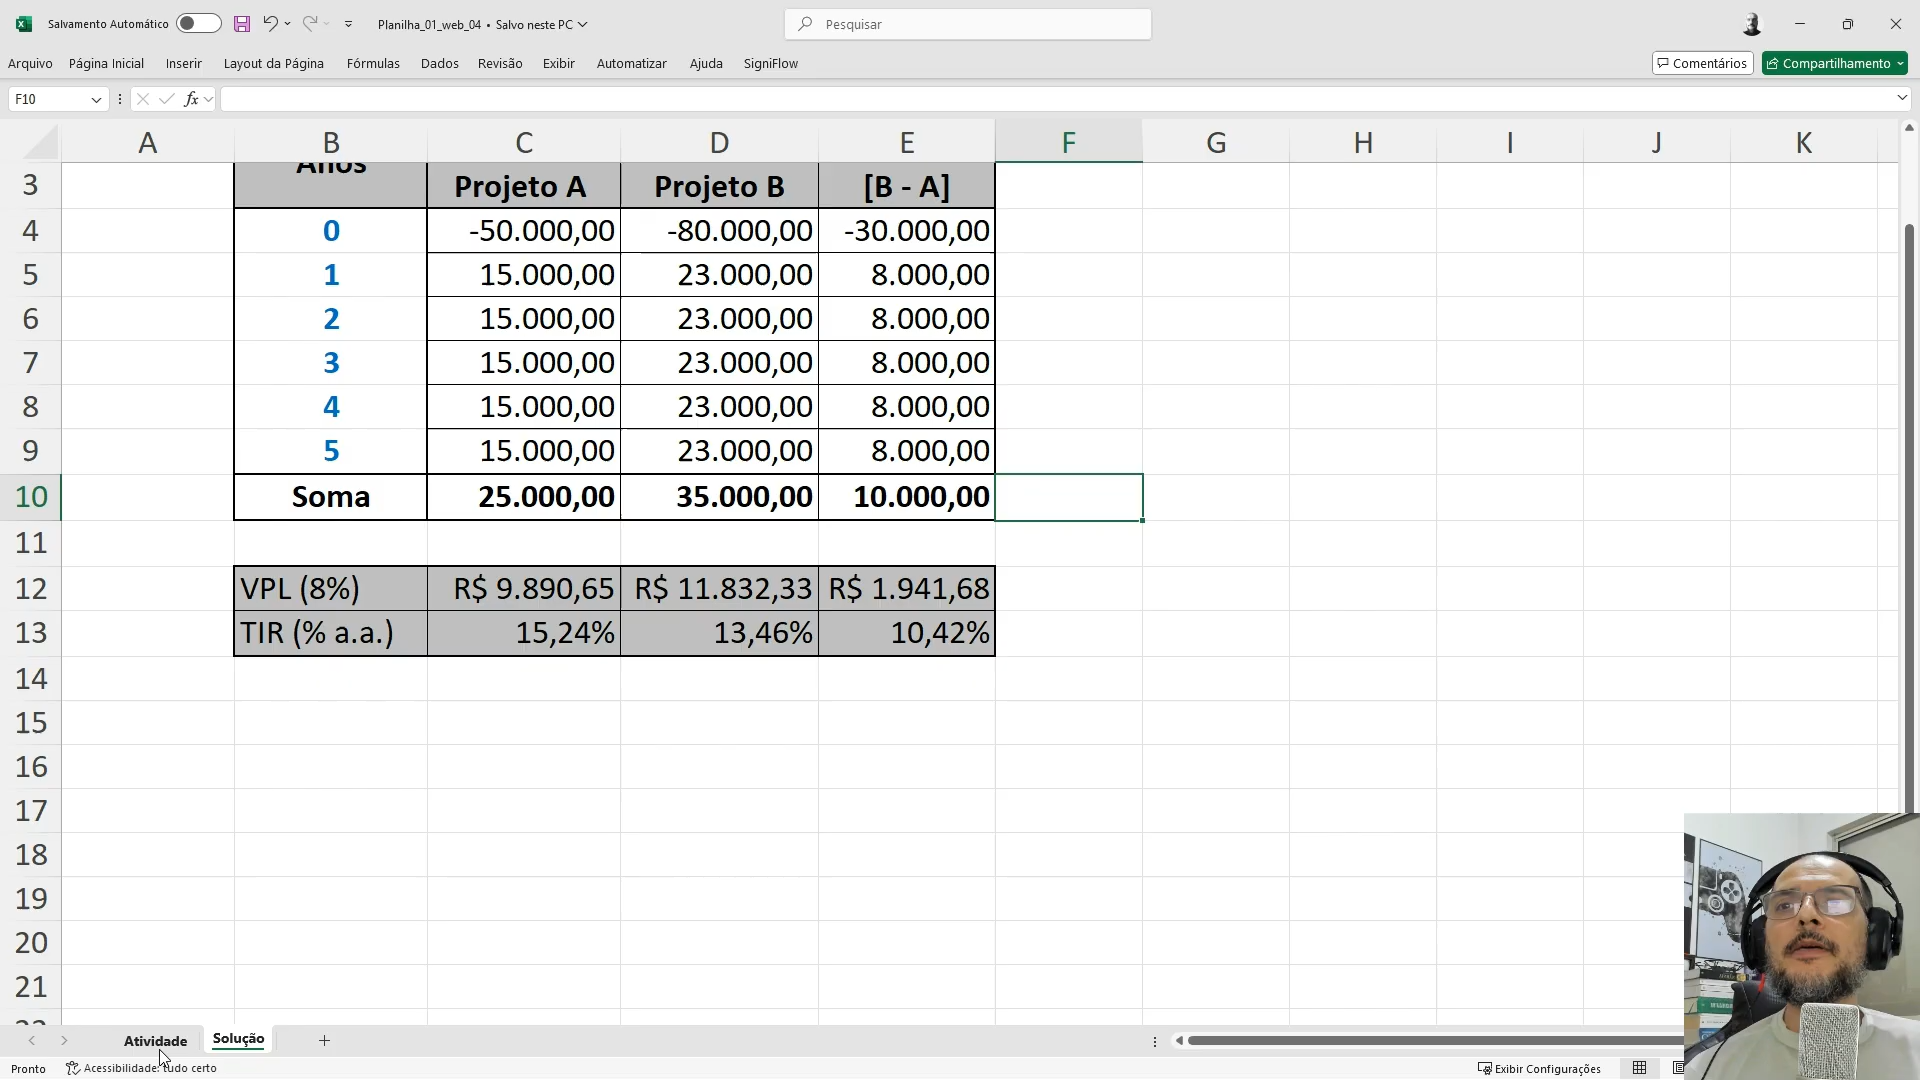 Salvamento Automático
Planilha_01_web_04 • Salvo neste PC
Pesquisar
Arquivo Página Inicial Inserir Layout da Página Fórmulas Dados Revisão Exibir Automatizar Ajuda SigniFlow
Comentários Compartilhamento
F10 fx
A B C D E F G H I J K
Anos
3 Projeto A Projeto B [B - A]
4 0 -50.000,00 -80.000,00 -30.000,00
5 1 15.000,00 23.000,00 8.000,00
6 2 15.000,00 23.000,00 8.000,00
7 3 15.000,00 23.000,00 8.000,00
8 4 15.000,00 23.000,00 8.000,00
9 5 15.000,00 23.000,00 8.000,00
10 Soma 25.000,00 35.000,00 10.000,00
11
12 VPL (8%) R$ 9.890,65 R$ 11.832,33 R$ 1.941,68
13 TIR (% a.a.) 15,24% 13,46% 10,42%
14
15
16
17
18
19
20
21
22
Atividade Solução
Pronto Acessibilidade: tudo certo Exibir Configurações